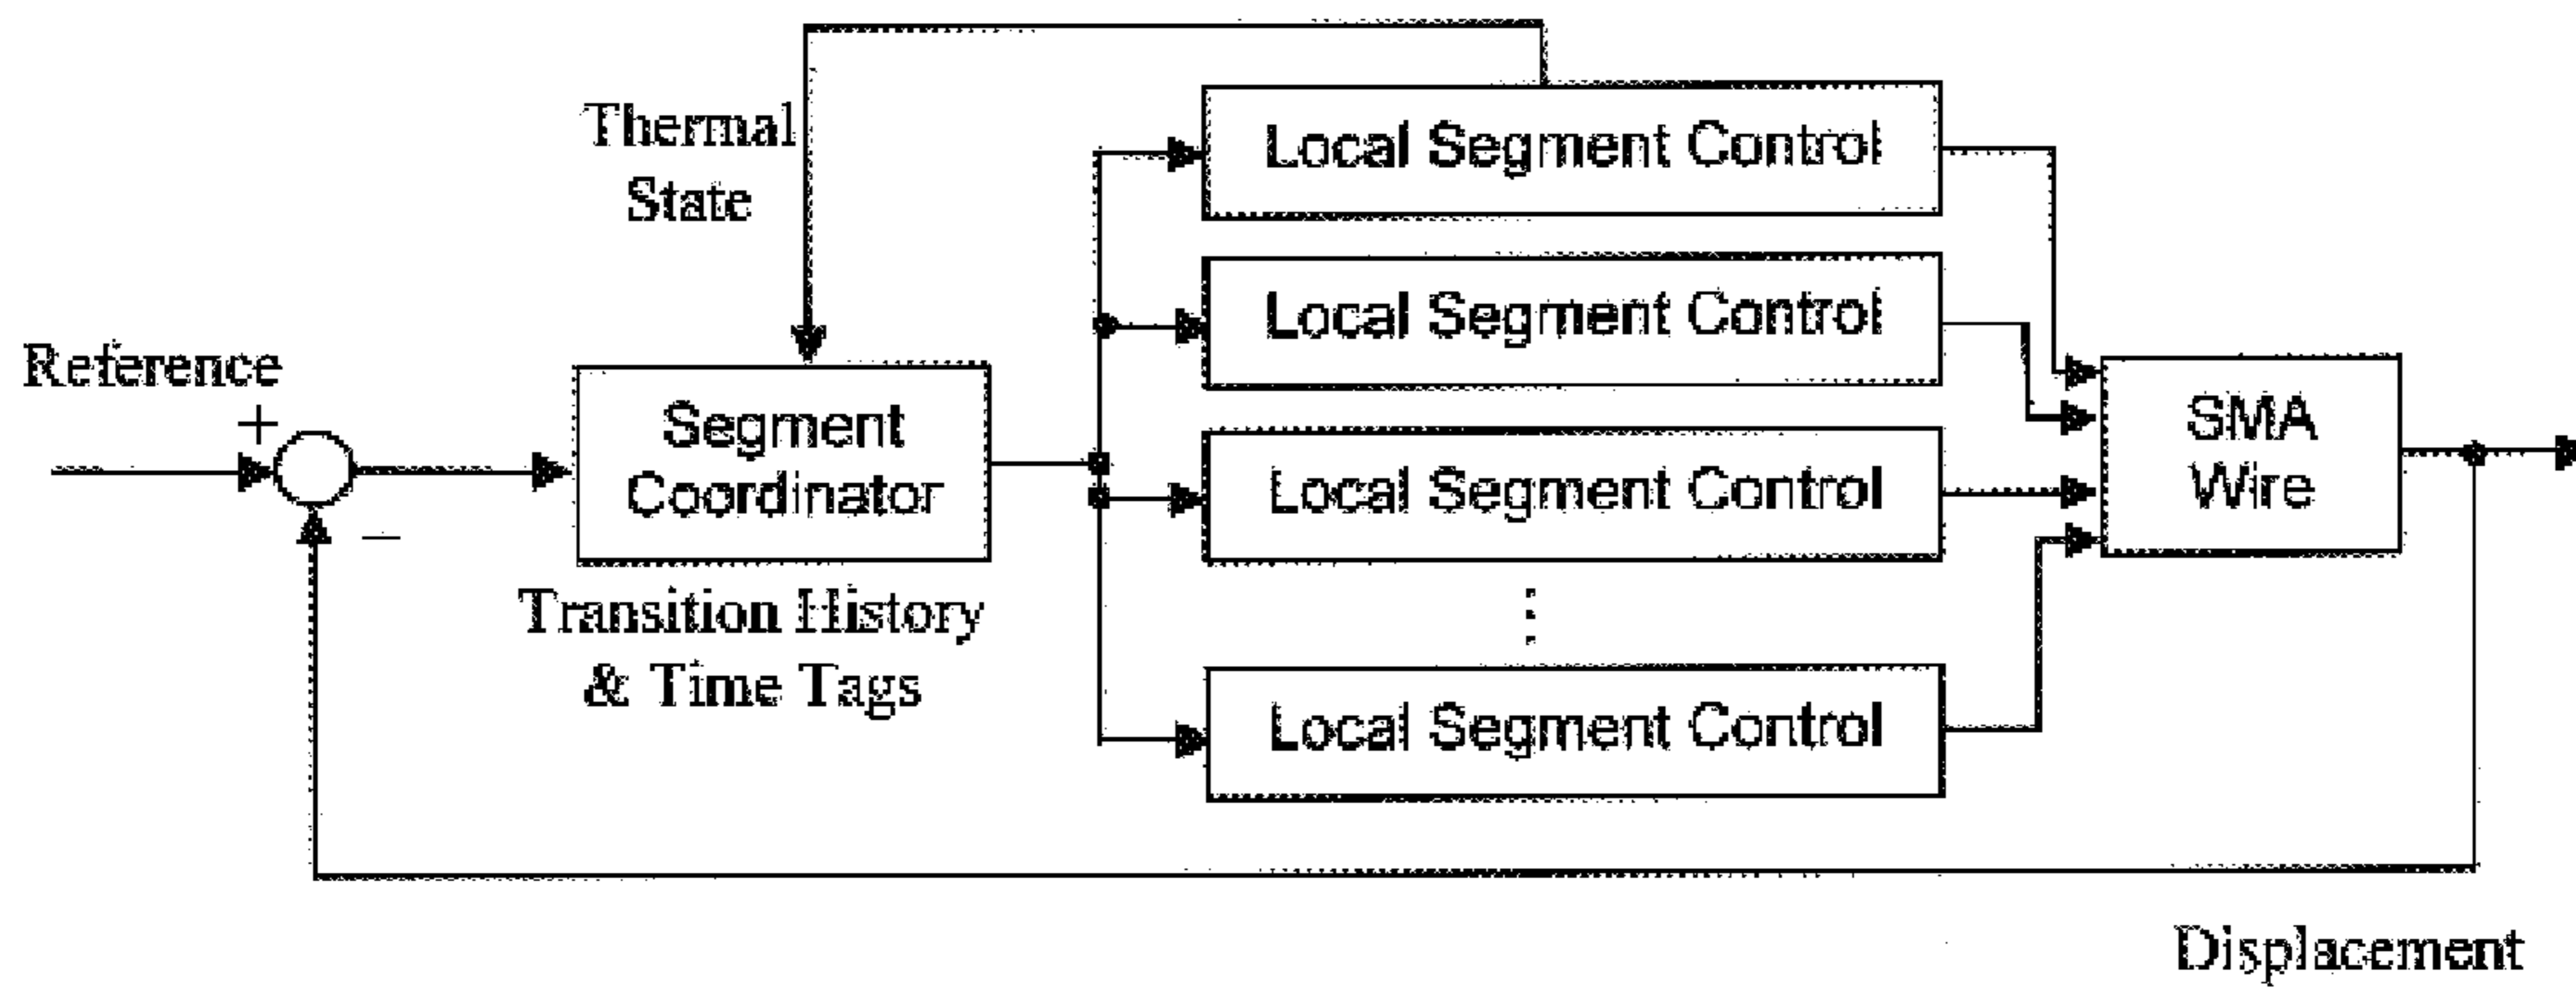 Thermal
State
Reference
+
−
Segment
Coordinator
Transition History
& Time Tags
Local Segment Control
Local Segment Control
Local Segment Control
⋮
Local Segment Control
SMA
Wire
Displacement